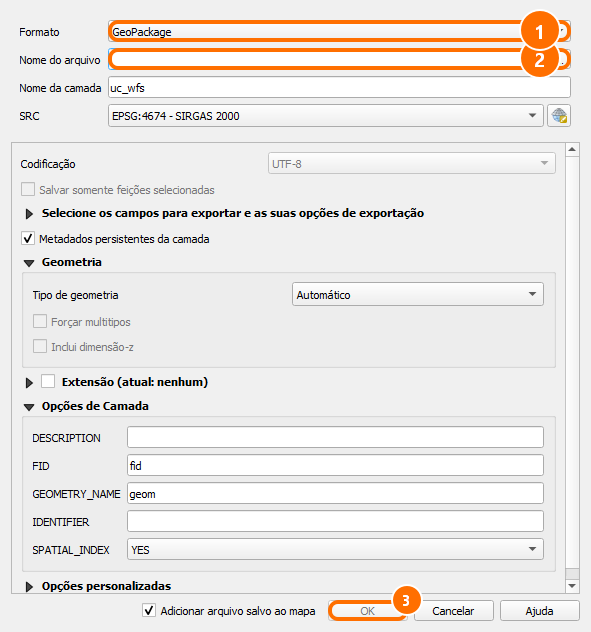 Formato GeoPackage 1
Nome do arquivo 2
Nome da camada uc_wfs
SRC EPSG:4674 - SIRGAS 2000
Codificação UTF-8
Salvar somente feições selecionadas
Selecione os campos para exportar e as suas opções de exportação
Metadados persistentes da camada
Geometria
Tipo de geometria Automático
Forçar multitipos
Inclui dimensão-z
Extensão (atual: nenhum)
Opções de Camada
DESCRIPTION
FID fid
GEOMETRY_NAME geom
IDENTIFIER
SPATIAL_INDEX YES
Opções personalizadas
Adicionar arquivo salvo ao mapa OK 3 Cancelar Ajuda